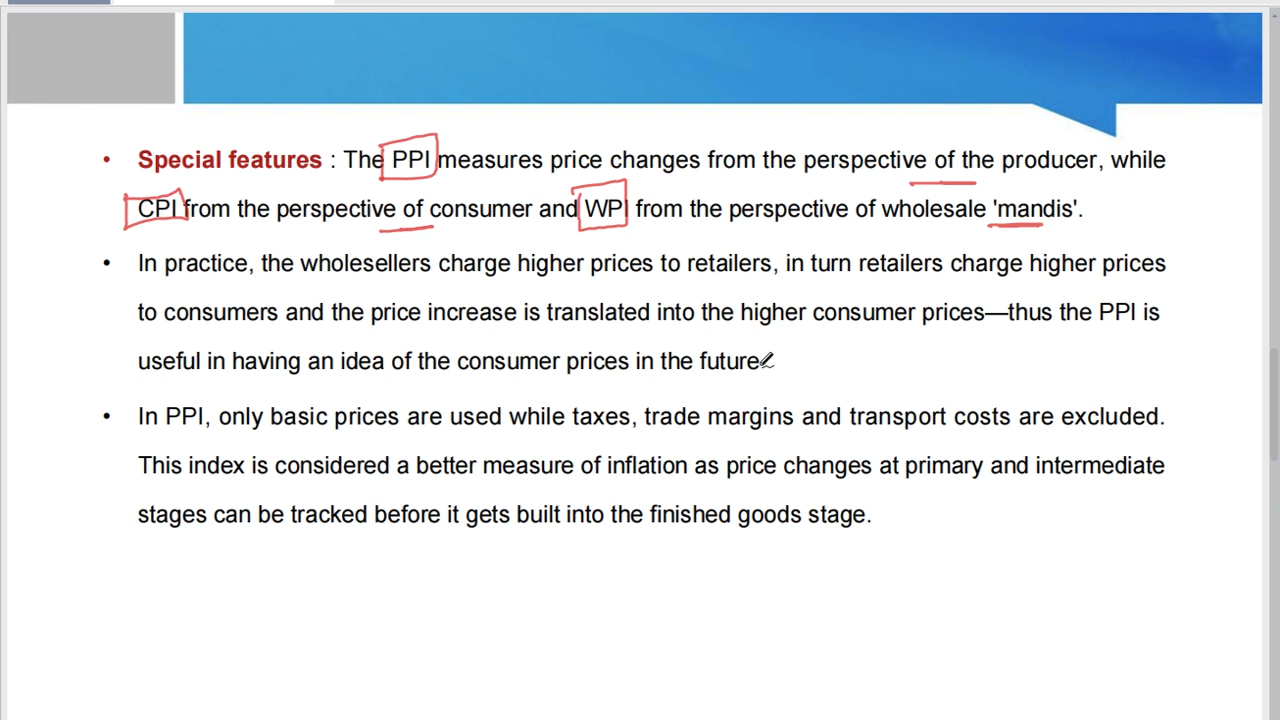 • Special features : The PPI measures price changes from the perspective of the producer, while
CPI from the perspective of consumer and WPI from the perspective of wholesale 'mandis'.
• In practice, the wholesellers charge higher prices to retailers, in turn retailers charge higher prices
to consumers and the price increase is translated into the higher consumer prices—thus the PPI is
useful in having an idea of the consumer prices in the future
• In PPI, only basic prices are used while taxes, trade margins and transport costs are excluded.
This index is considered a better measure of inflation as price changes at primary and intermediate
stages can be tracked before it gets built into the finished goods stage.